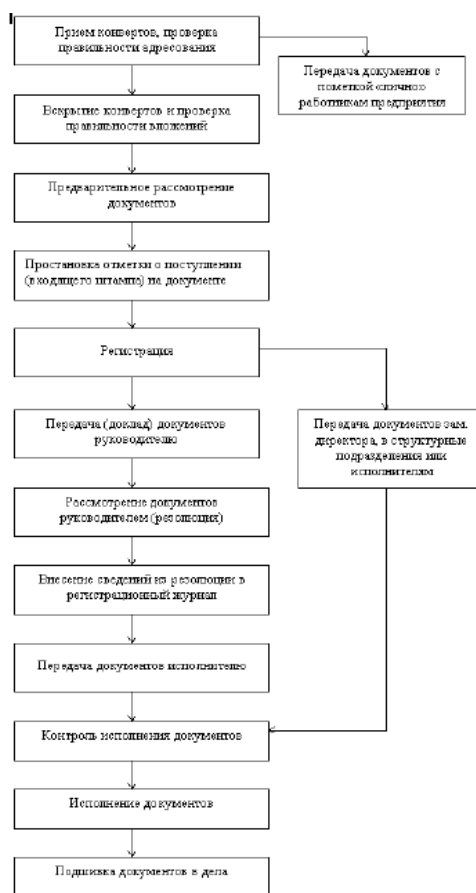 Прием конвертов, проверка
правильности адресования
Передача документов с
пометкой «лично»
работникам предприятия
Вскрытие конвертов и проверка
правильности вложений
Предварительное рассмотрение
документов
Простановка отметки о поступлении
(входящего штампа) на документе
Регистрация
Передача (доклад) документов
руководителю
Передача документов зам.
директора, в структурные
подразделения или
исполнителям
Рассмотрение документов
руководителем (резолюция)
Внесение сведений из резолюции в
регистрационный журнал
Передача документов исполнителю
Контроль исполнения документов
Исполнение документов
Подшивка документов в дела